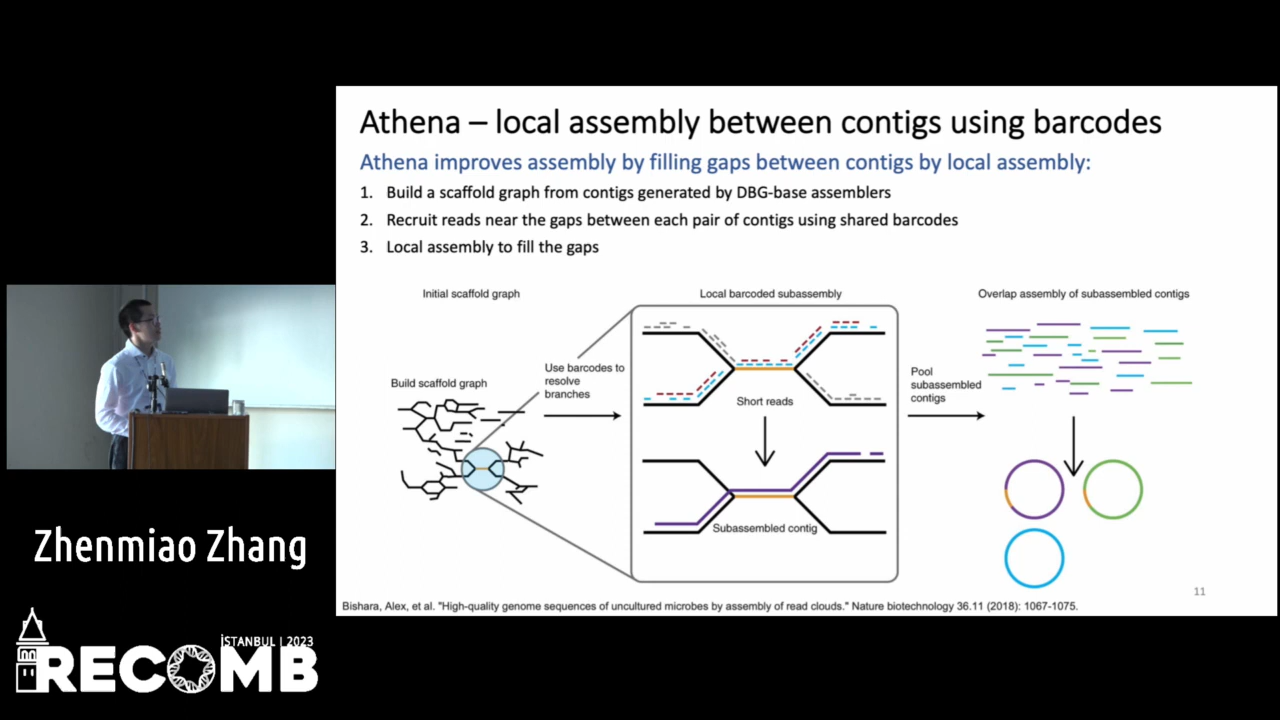 Athena – local assembly between contigs using barcodes
Athena improves assembly by filling gaps between contigs by local assembly:
1. Build a scaffold graph from contigs generated by DBG-base assemblers
2. Recruit reads near the gaps between each pair of contigs using shared barcodes
3. Local assembly to fill the gaps
Initial scaffold graph
Local barcoded subassembly
Overlap assembly of subassembled contigs
Build scaffold graph
Use barcodes to
resolve
branches
Short reads
Subassembled contig
Pool
subassembled
contigs
11
Bishara, Alex, et al. "High-quality genome sequences of uncultured microbes by assembly of read clouds." Nature biotechnology 36.11 (2018): 1067-1075.
Zhenmiao Zhang
İSTANBUL | 2023
RECOMB